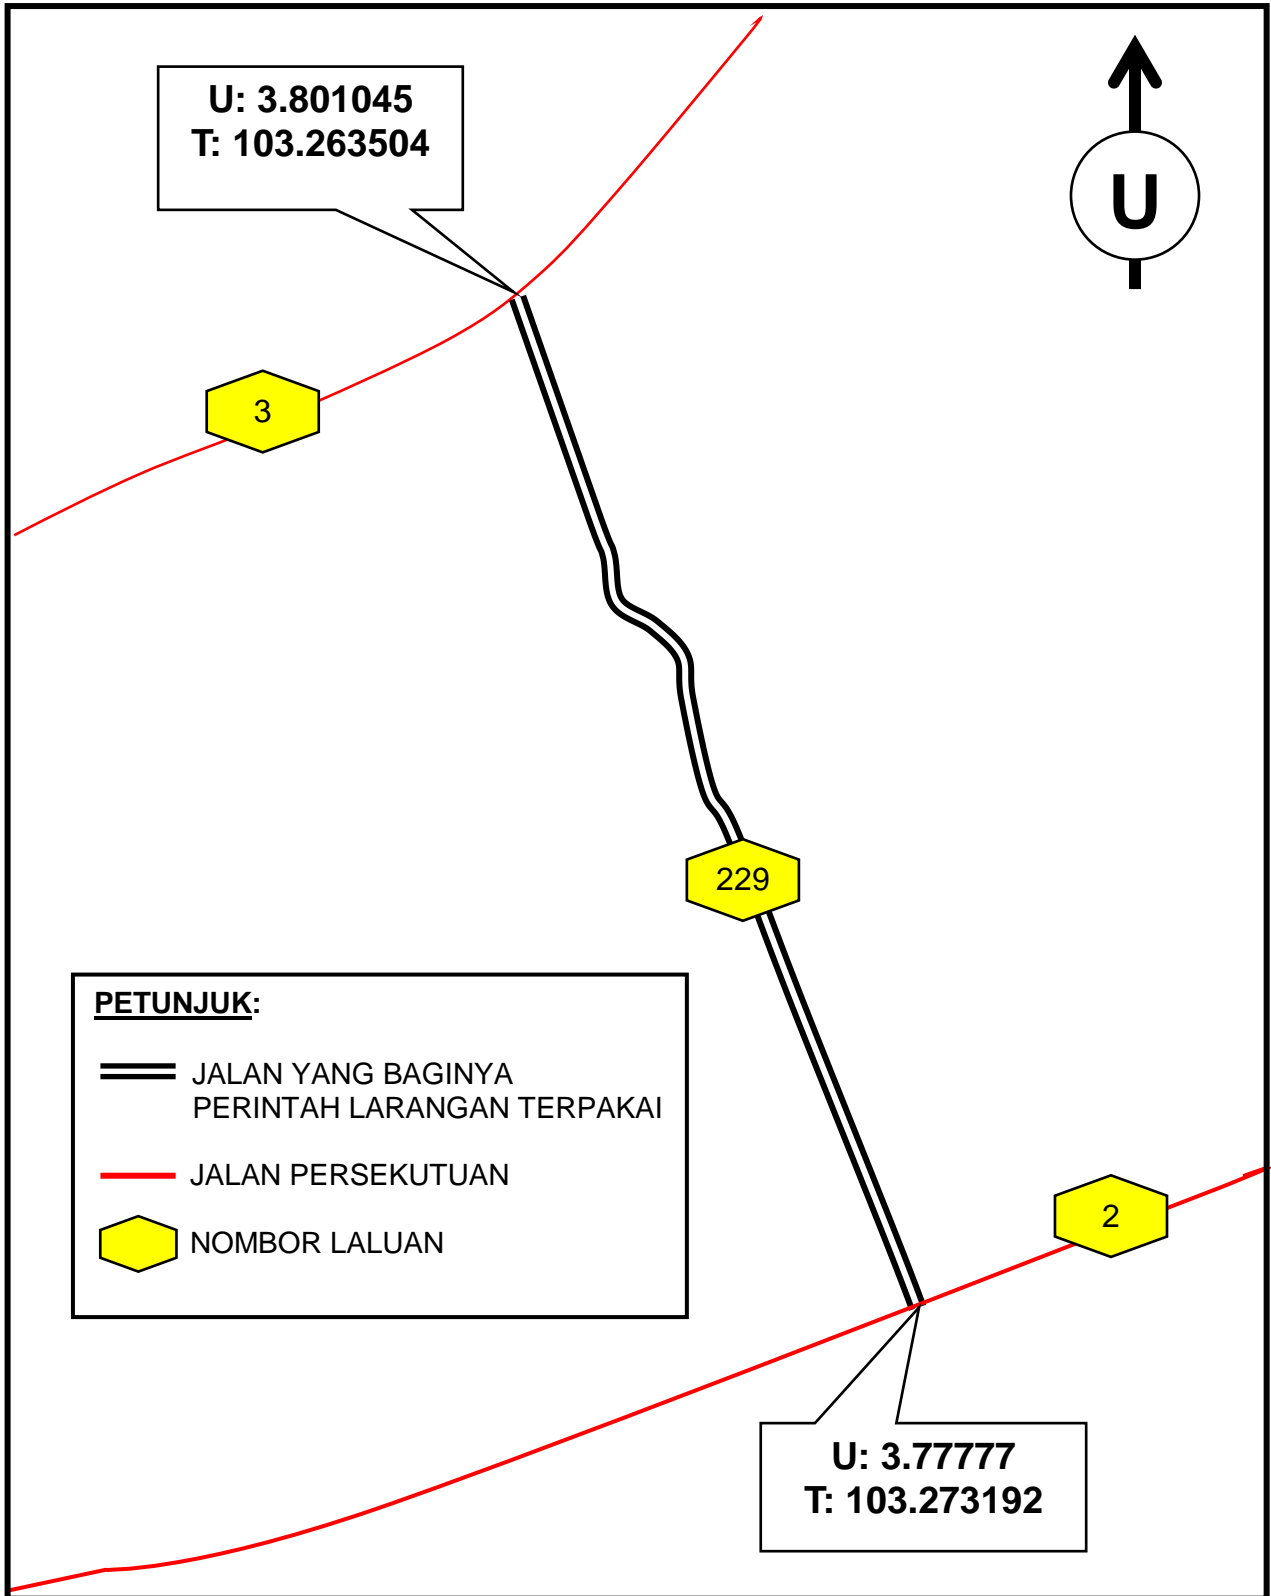 U: 3.801045
T: 103.263504
U
3
229
PETUNJUK:
JALAN YANG BAGINYA
PERINTAH LARANGAN TERPAKAI
JALAN PERSEKUTUAN
NOMBOR LALUAN
2
U: 3.77777
T: 103.273192